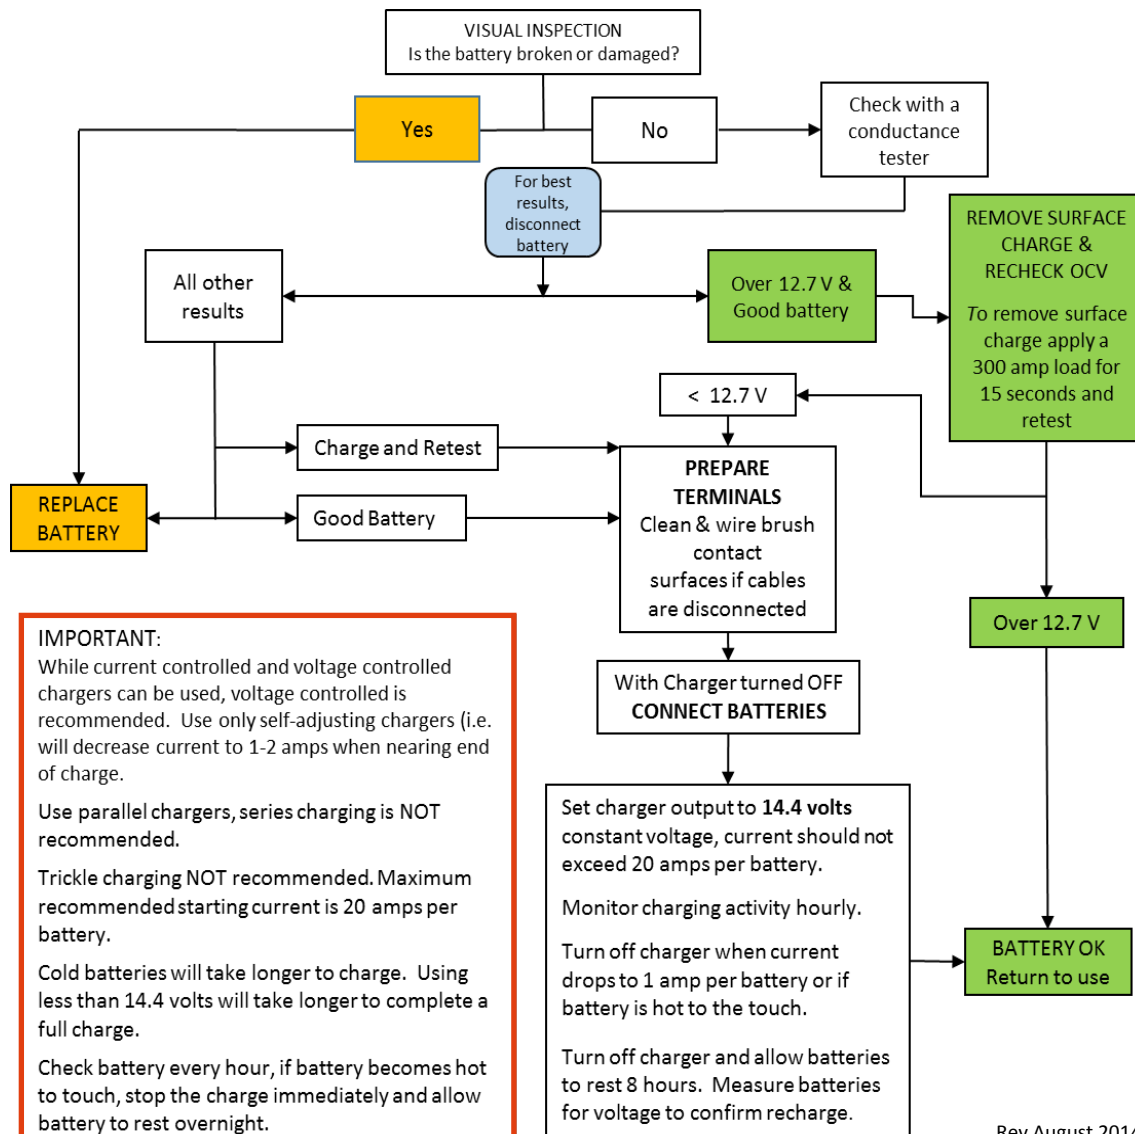 VISUAL INSPECTION
Is the battery broken or damaged?
Yes
No
Check with a
conductance
tester
For best
results,
disconnect
battery
All other
results
Over 12.7 V &
Good battery
REMOVE SURFACE
CHARGE &
RECHECK OCV
To remove surface
charge apply a
300 amp load for
15 seconds and
retest
< 12.7 V
Charge and Retest
Good Battery
REPLACE
BATTERY
PREPARE
TERMINALS
Clean & wire brush
contact
surfaces if cables
are disconnected
Over 12.7 V
With Charger turned OFF
CONNECT BATTERIES
IMPORTANT:
While current controlled and voltage controlled
chargers can be used, voltage controlled is
recommended. Use only self-adjusting chargers (i.e.
will decrease current to 1-2 amps when nearing end
of charge.
Use parallel chargers, series charging is NOT
recommended.
Trickle charging NOT recommended. Maximum
recommended starting current is 20 amps per
battery.
Cold batteries will take longer to charge. Using
less than 14.4 volts will take longer to complete a
full charge.
Check battery every hour, if battery becomes hot
to touch, stop the charge immediately and allow
battery to rest overnight.
Set charger output to 14.4 volts
constant voltage, current should not
exceed 20 amps per battery.
Monitor charging activity hourly.
Turn off charger when current
drops to 1 amp per battery or if
battery is hot to the touch.
Turn off charger and allow batteries
to rest 8 hours. Measure batteries
for voltage to confirm recharge.
BATTERY OK
Return to use
Rev August 2014